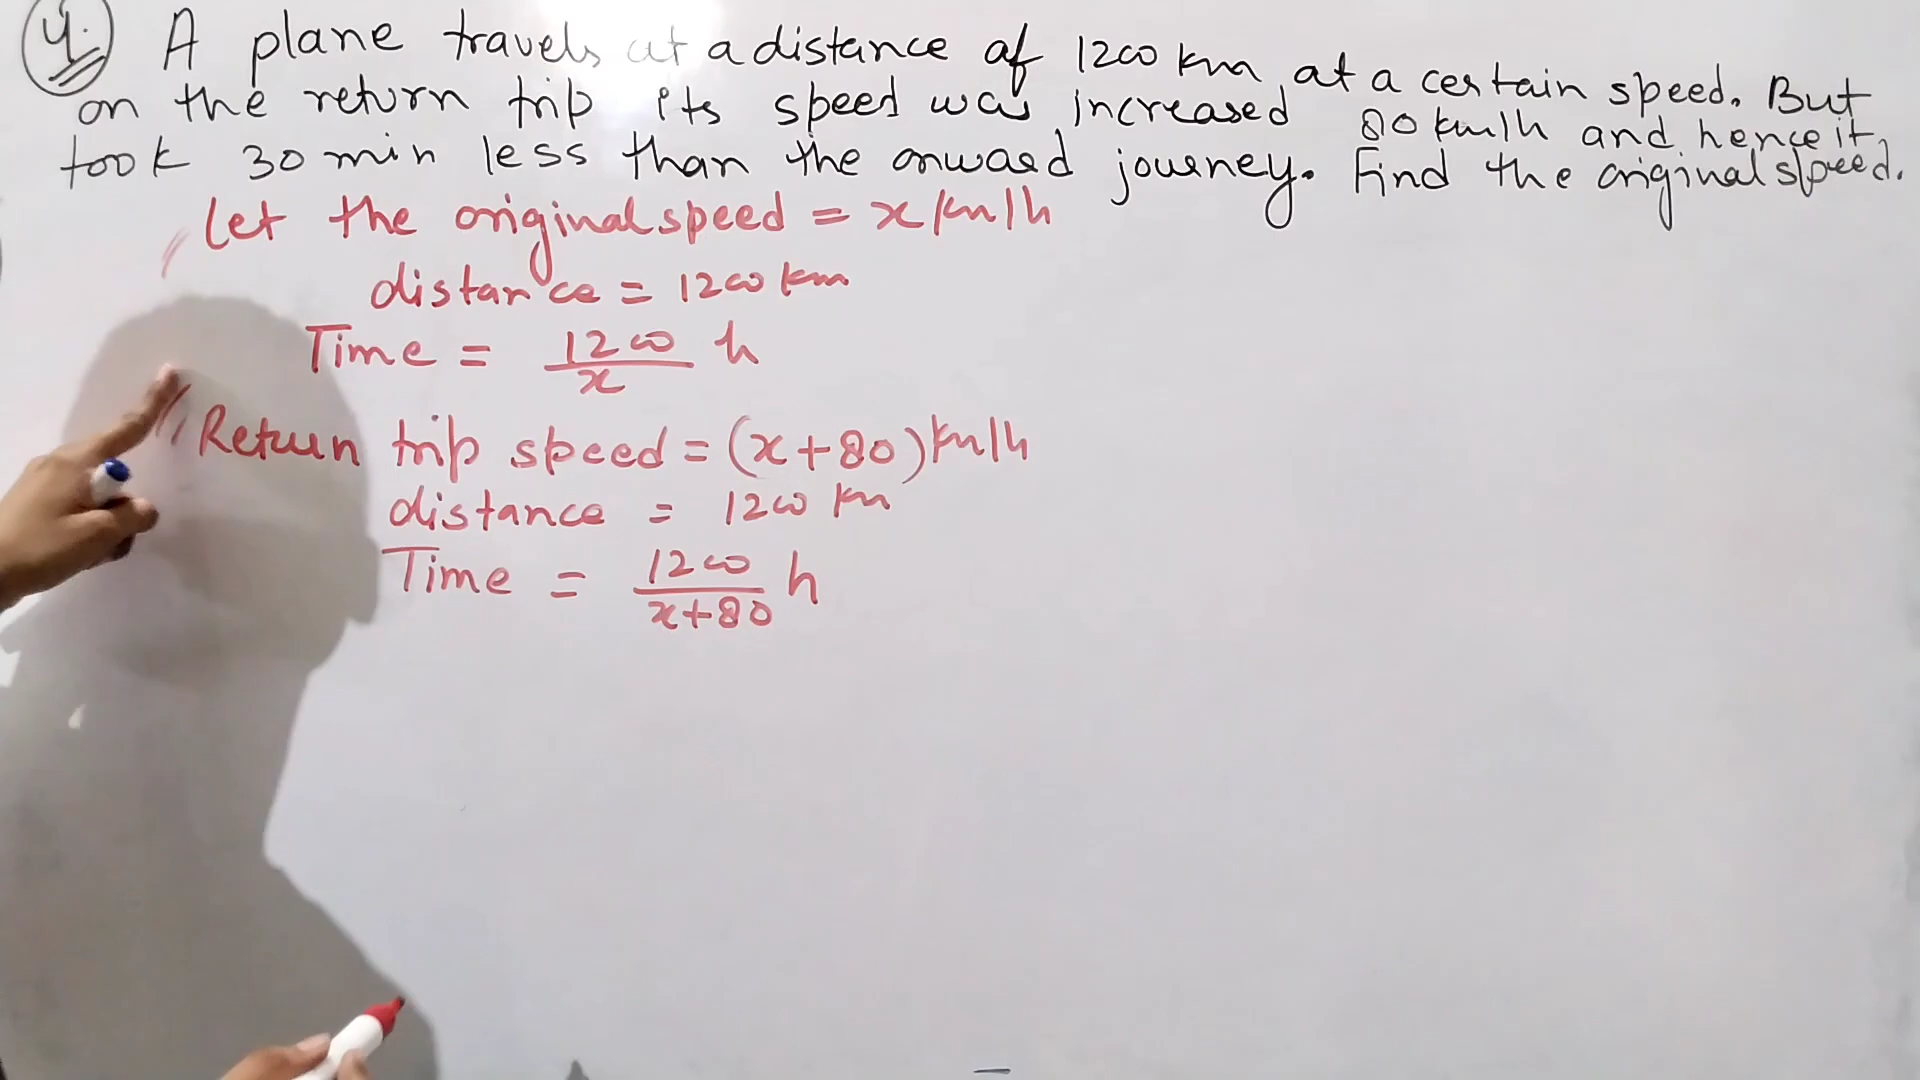 4. A plane travels at a distance of 1200 km at a certain speed. But
on the return trip its speed was increased 80 km/h and hence it
took 30 min less than the onward journey. Find the original speed.
Let the original speed = x km/h
distance = 1200 km
Time = 1200/x h
Return trip speed = (x+80) km/h
distance = 1200 km
Time = 1200/x+80 h